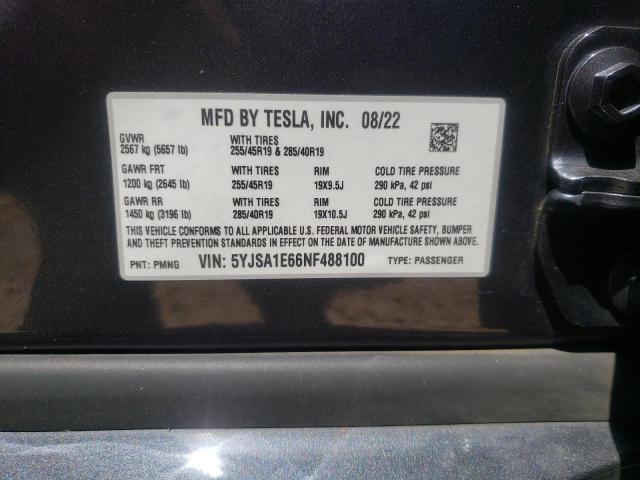 MFD BY TESLA, INC. 08/22
GVWR WITH TIRES
2567 kg (5657 lb) 255/45R19 & 285/40R19
GAWR FRT WITH TIRES RIM COLD TIRE PRESSURE
1200 kg (2645 lb) 255/45R19 19X9.5J 290 kPa, 42 psi
GAWR RR WITH TIRES RIM COLD TIRE PRESSURE
1450 kg (3196 lb) 285/40R19 19X10.5J 290 kPa, 42 psi
THIS VEHICLE CONFORMS TO ALL APPLICABLE U.S. FEDERAL MOTOR VEHICLE SAFETY, BUMPER
AND THEFT PREVENTION STANDARDS IN EFFECT ON THE DATE OF MANUFACTURE SHOWN ABOVE.
PNT: PMNG VIN: 5YJSA1E66NF488100 TYPE: PASSENGER